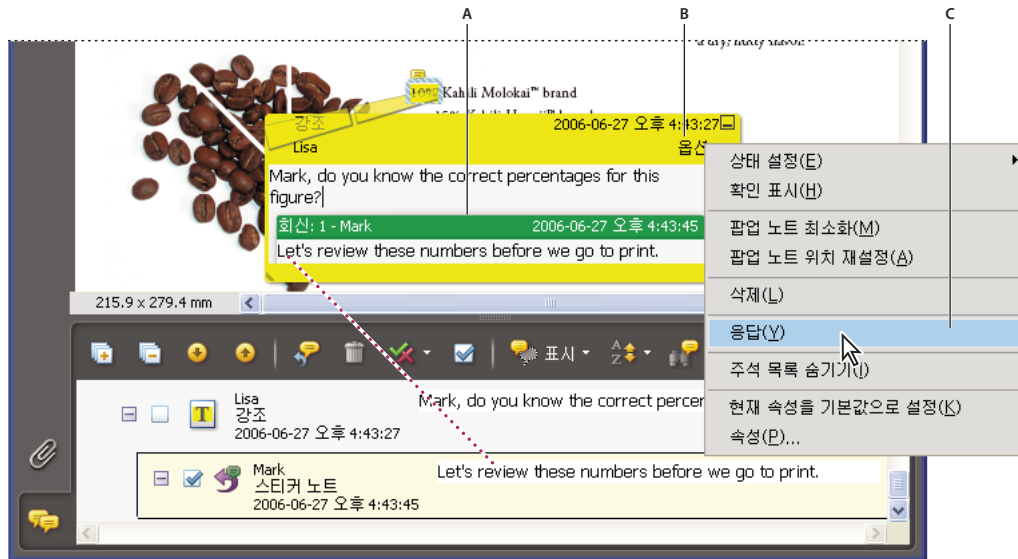 A B C
a dry, nutty flavor.
10% Kahili Molokai™ brand
강조 2006-06-27 오후 4:43:27
Lisa 옵션
Mark, do you know the correct percentages for this
figure?
회신: 1 - Mark 2006-06-27 오후 4:43:45
Let's review these numbers before we go to print.
상태 설정(E)
확인 표시(H)
팝업 노트 최소화(M)
팝업 노트 위치 재설정(A)
삭제(L)
응답(Y)
주석 목록 숨기기(I)
현재 속성을 기본값으로 설정(K)
속성(P)...
215.9 x 279.4 mm
표시
A
Z
T
Lisa
강조
2006-06-27 오후 4:43:27
Mark, do you know the correct percer
Mark
스티커 노트
2006-06-27 오후 4:43:45
Let's review these numbers before we go to print.